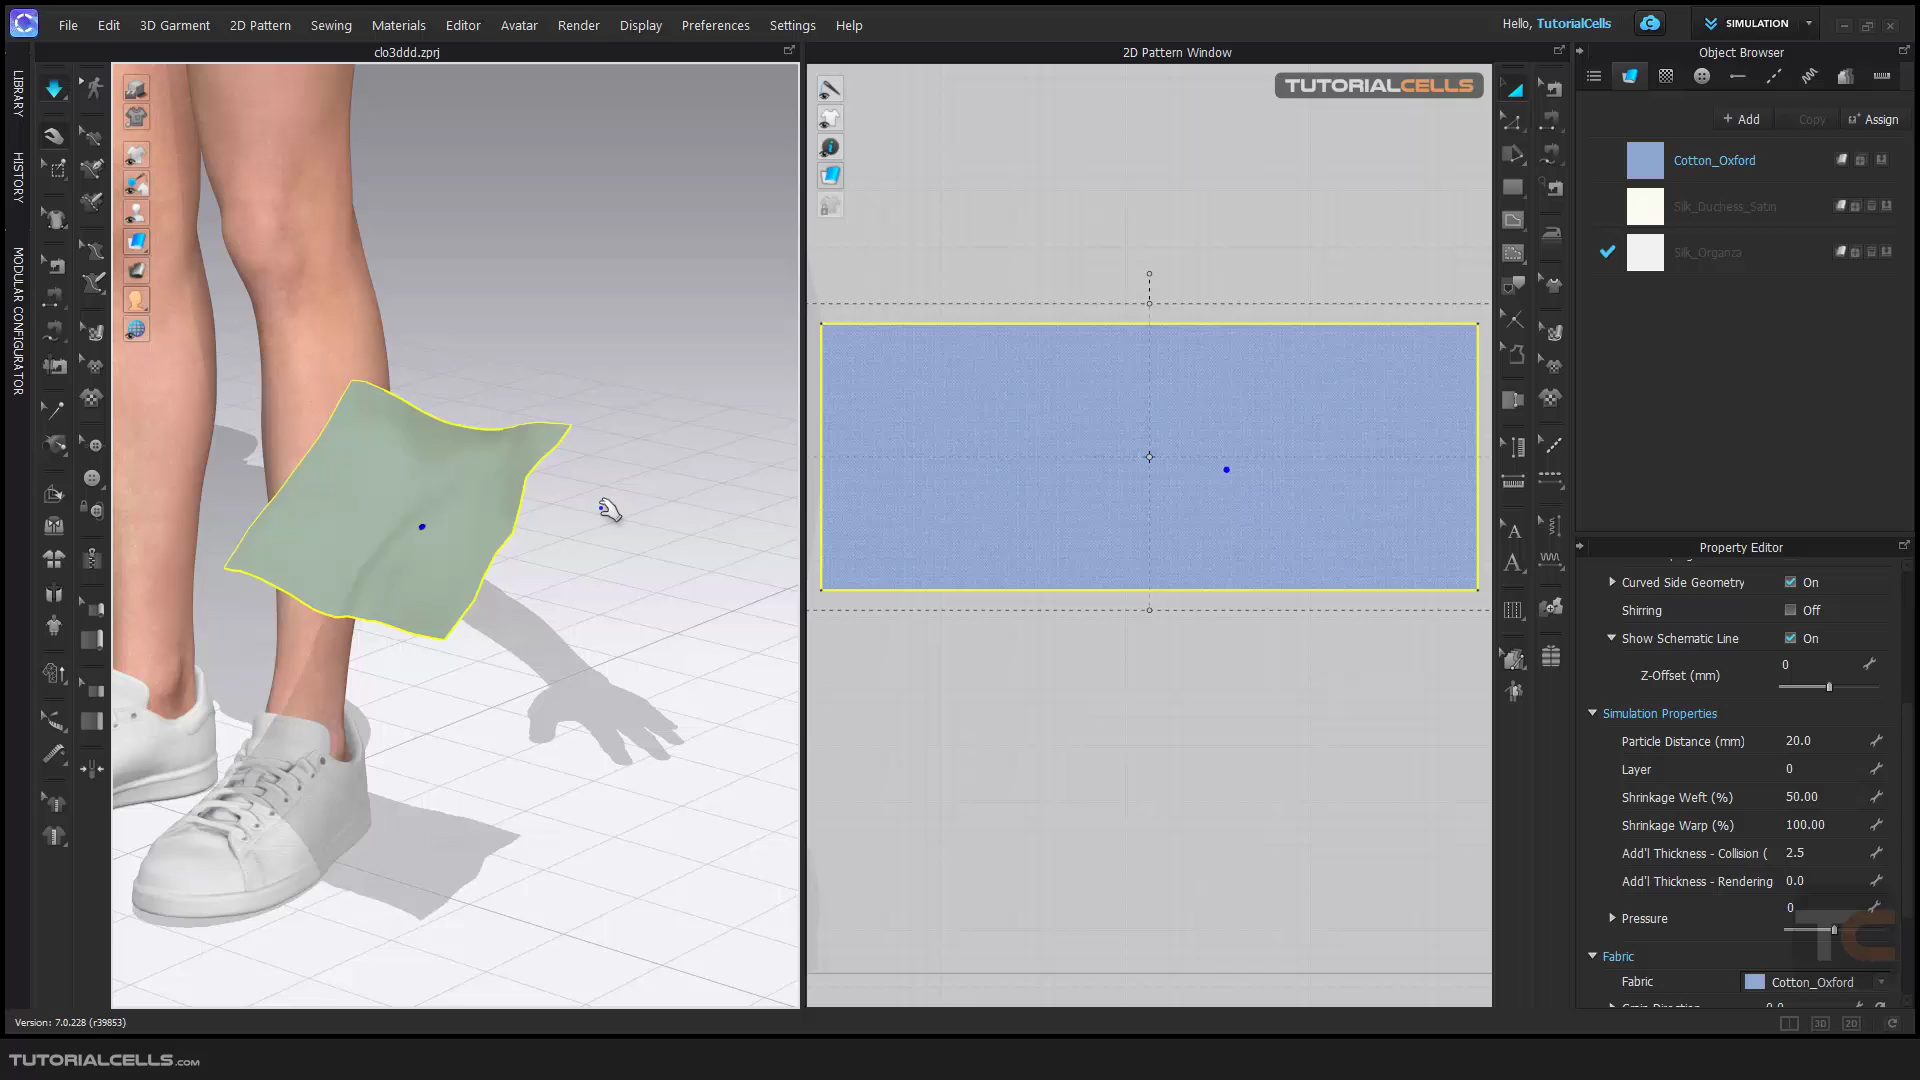 File Edit 3D Garment 2D Pattern Sewing Materials Editor Avatar Render Display Preferences Settings Help
Hello, TutorialCells
SIMULATION
clo3ddd.zprj
2D Pattern Window
Object Browser
LIBRARY
HISTORY
MODULAR CONFIGURATOR
TUTORIALCELLS
+ Add Copy Assign
Cotton_Oxford
Silk_Duchess_Satin
Silk_Organza
Property Editor
Curved Side Geometry On
Shirring Off
Show Schematic Line On
Z-Offset (mm) 0
Simulation Properties
Particle Distance (mm) 20.0
Layer 0
Shrinkage Weft (%) 50.00
Shrinkage Warp (%) 100.00
Add'l Thickness - Collision ( 2.5
Add'l Thickness - Rendering 0.0
Pressure 0
TC
Fabric
Fabric Cotton_Oxford
Version: 7.0.228 (r39853)
3D 2D
TUTORIALCELLS.com